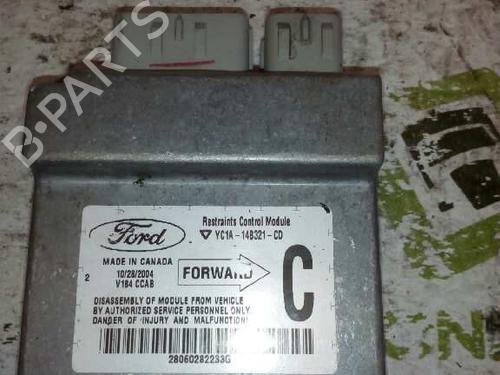 B-PARTS
Ford
Restraints Control Module
YC1A-14B321-CD
MADE IN CANADA
10/28/2004
2
V184 CCAB
FORWARD
C
DISASSEMBLY OF MODULE FROM VEHICLE
BY AUTHORIZED SERVICE PERSONNEL ONLY
DANGER OF INJURY AND MALFUNCTION!
28060282233G